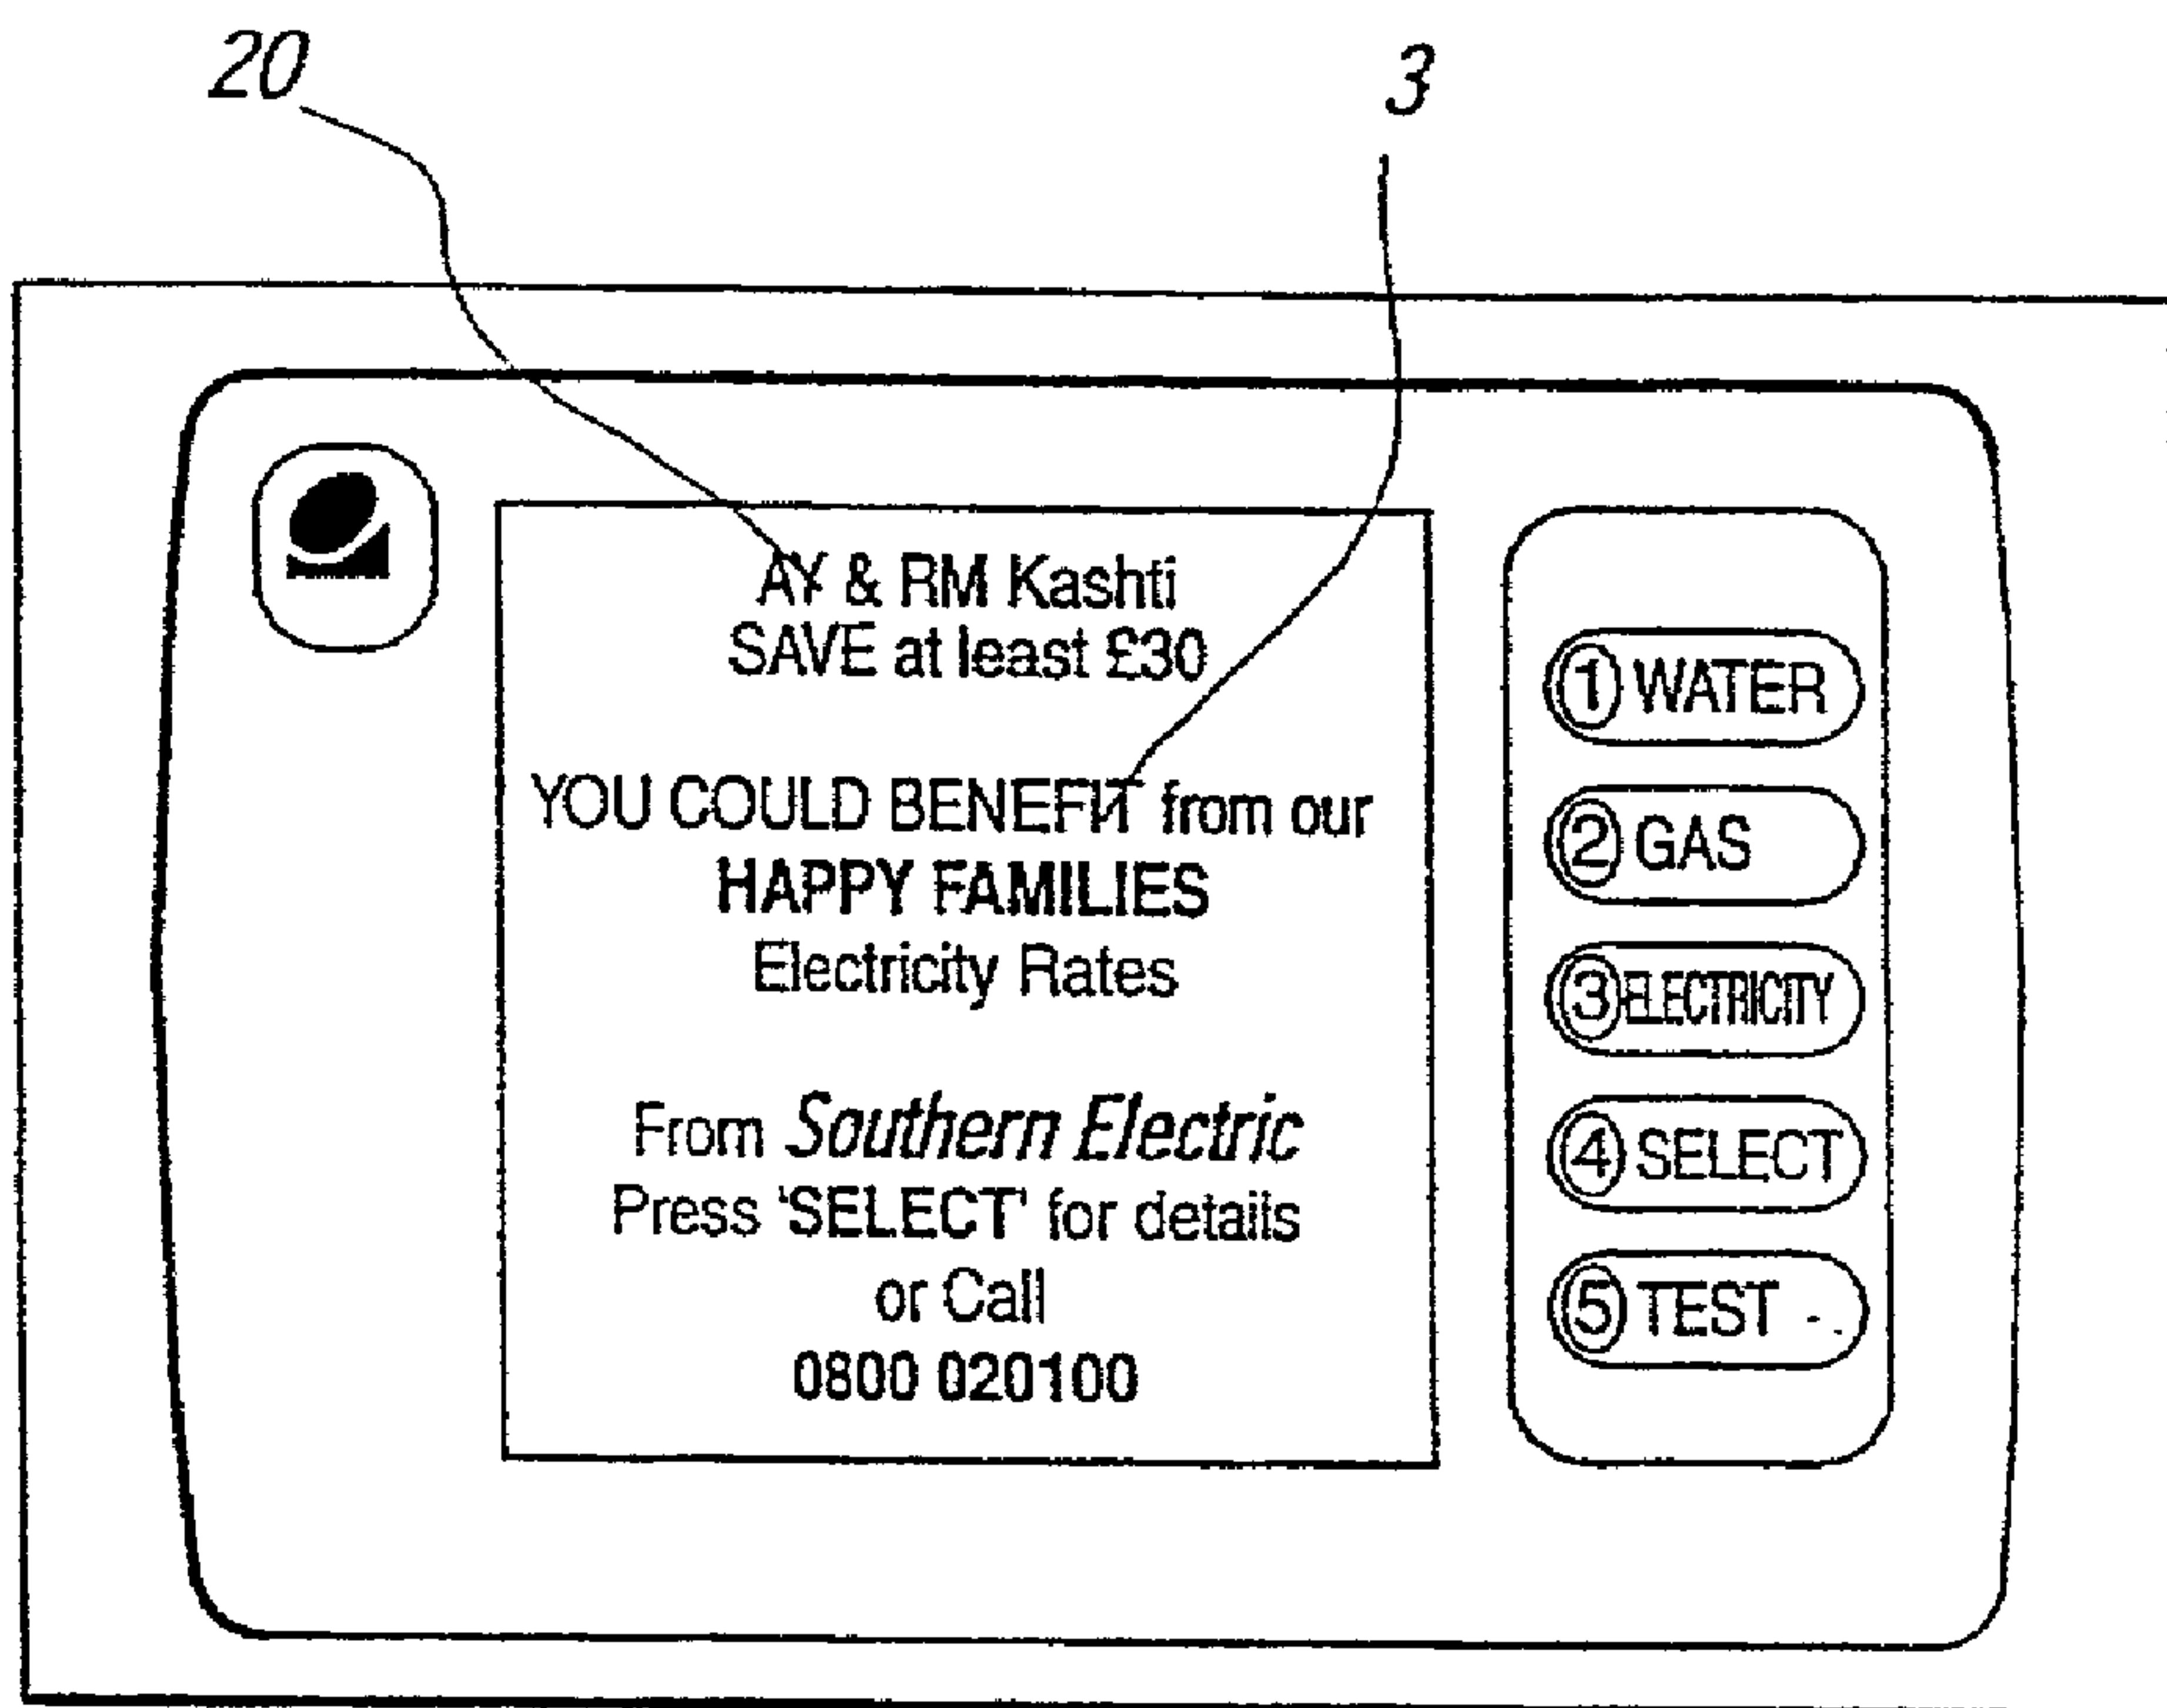 20
3
AY & RM Kashti
SAVE at least £30
YOU COULD BENEFIT from our
HAPPY FAMILIES
Electricity Rates
From Southern Electric
Press 'SELECT' for details
or Call
0800 020100
1 WATER
2 GAS
3 ELECTRICITY
4 SELECT
5 TEST